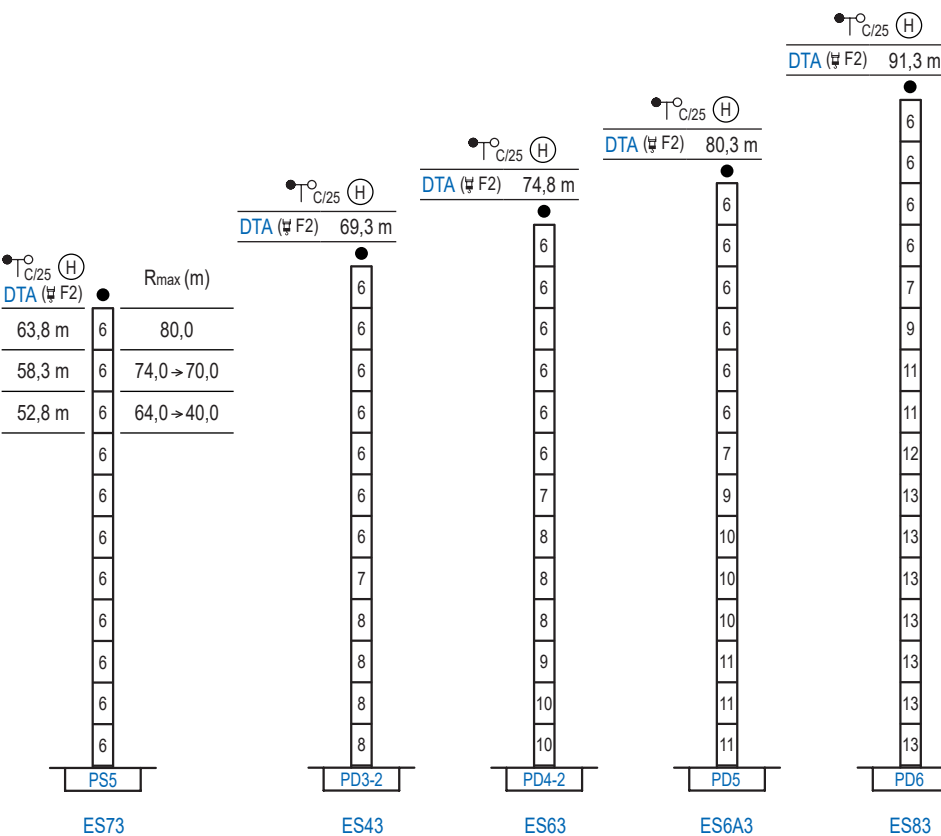 C/25 H
DTA ( F2)
Rmax (m)
63,8 m 6 80,0
58,3 m 6 74,0→70,0
52,8 m 6 64,0→40,0
6
6
6
6
6
6
6
6
PS5
ES73
C/25 H
DTA ( F2) 69,3 m
6
6
6
6
6
6
6
7
8
8
8
8
PD3-2
ES43
C/25 H
DTA ( F2) 74,8 m
6
6
6
6
6
6
7
8
8
8
9
10
10
PD4-2
ES63
C/25 H
DTA ( F2) 80,3 m
6
6
6
6
6
6
7
9
10
10
10
11
11
11
PD5
ES6A3
C/25 H
DTA ( F2) 91,3 m
6
6
6
6
7
9
11
11
12
13
13
13
13
13
13
13
PD6
ES83